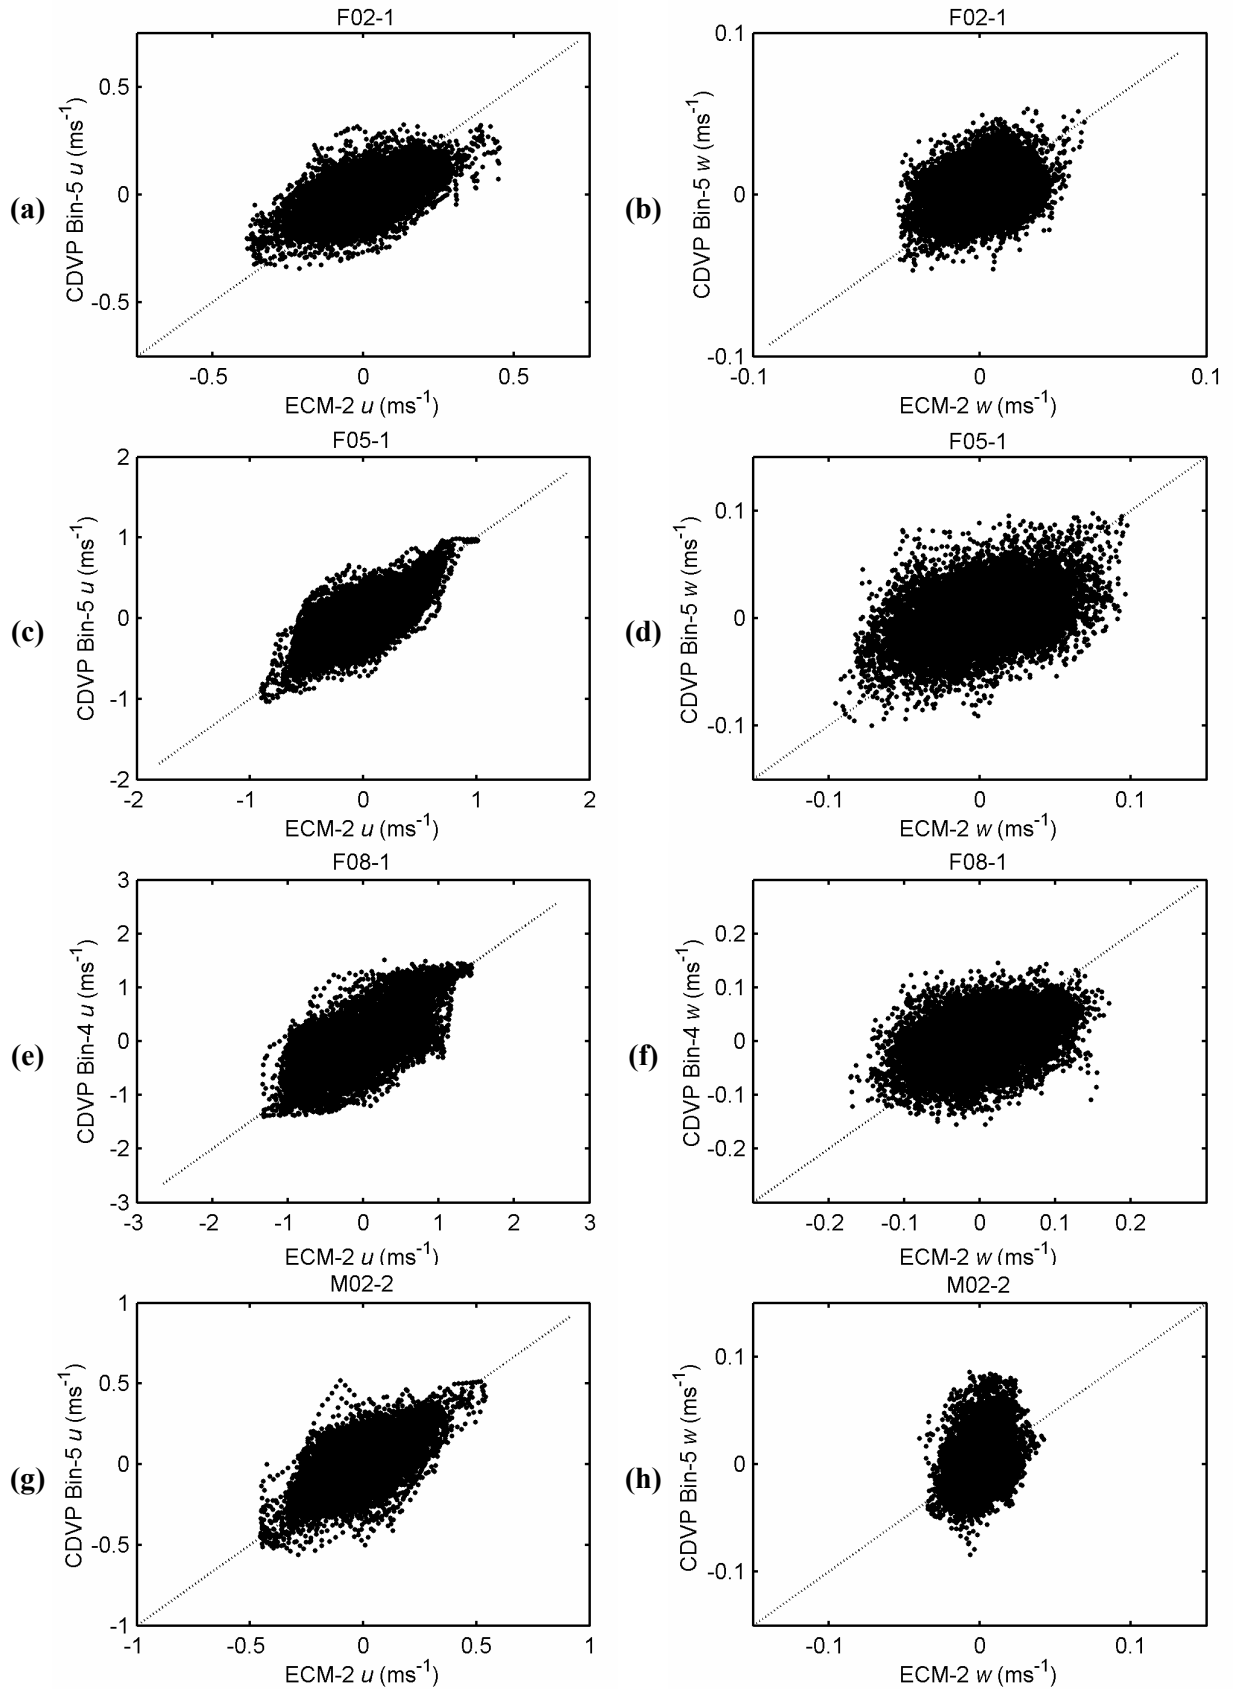 F02-1
F02-1
(a)
CDVP Bin-5 u (ms⁻¹)
0.5
0
-0.5
-0.5
0
0.5
ECM-2 u (ms⁻¹)
(b)
CDVP Bin-5 w (ms⁻¹)
0.1
0
-0.1
-0.1
0
0.1
ECM-2 w (ms⁻¹)
F05-1
F05-1
(c)
CDVP Bin-5 u (ms⁻¹)
2
1
0
-1
-2
-2
-1
0
1
2
ECM-2 u (ms⁻¹)
(d)
CDVP Bin-5 w (ms⁻¹)
0.1
0
-0.1
-0.1
0
0.1
ECM-2 w (ms⁻¹)
F08-1
F08-1
(e)
CDVP Bin-4 u (ms⁻¹)
3
2
1
0
-1
-2
-3
-3
-2
-1
0
1
2
3
ECM-2 u (ms⁻¹)
(f)
CDVP Bin-4 w (ms⁻¹)
0.2
0.1
0
-0.1
-0.2
-0.2
-0.1
0
0.1
0.2
ECM-2 w (ms⁻¹)
M02-2
M02-2
(g)
CDVP Bin-5 u (ms⁻¹)
1
0.5
0
-0.5
-1
-1
-0.5
0
0.5
1
ECM-2 u (ms⁻¹)
(h)
CDVP Bin-5 w (ms⁻¹)
0.1
0
-0.1
-0.1
0
0.1
ECM-2 w (ms⁻¹)